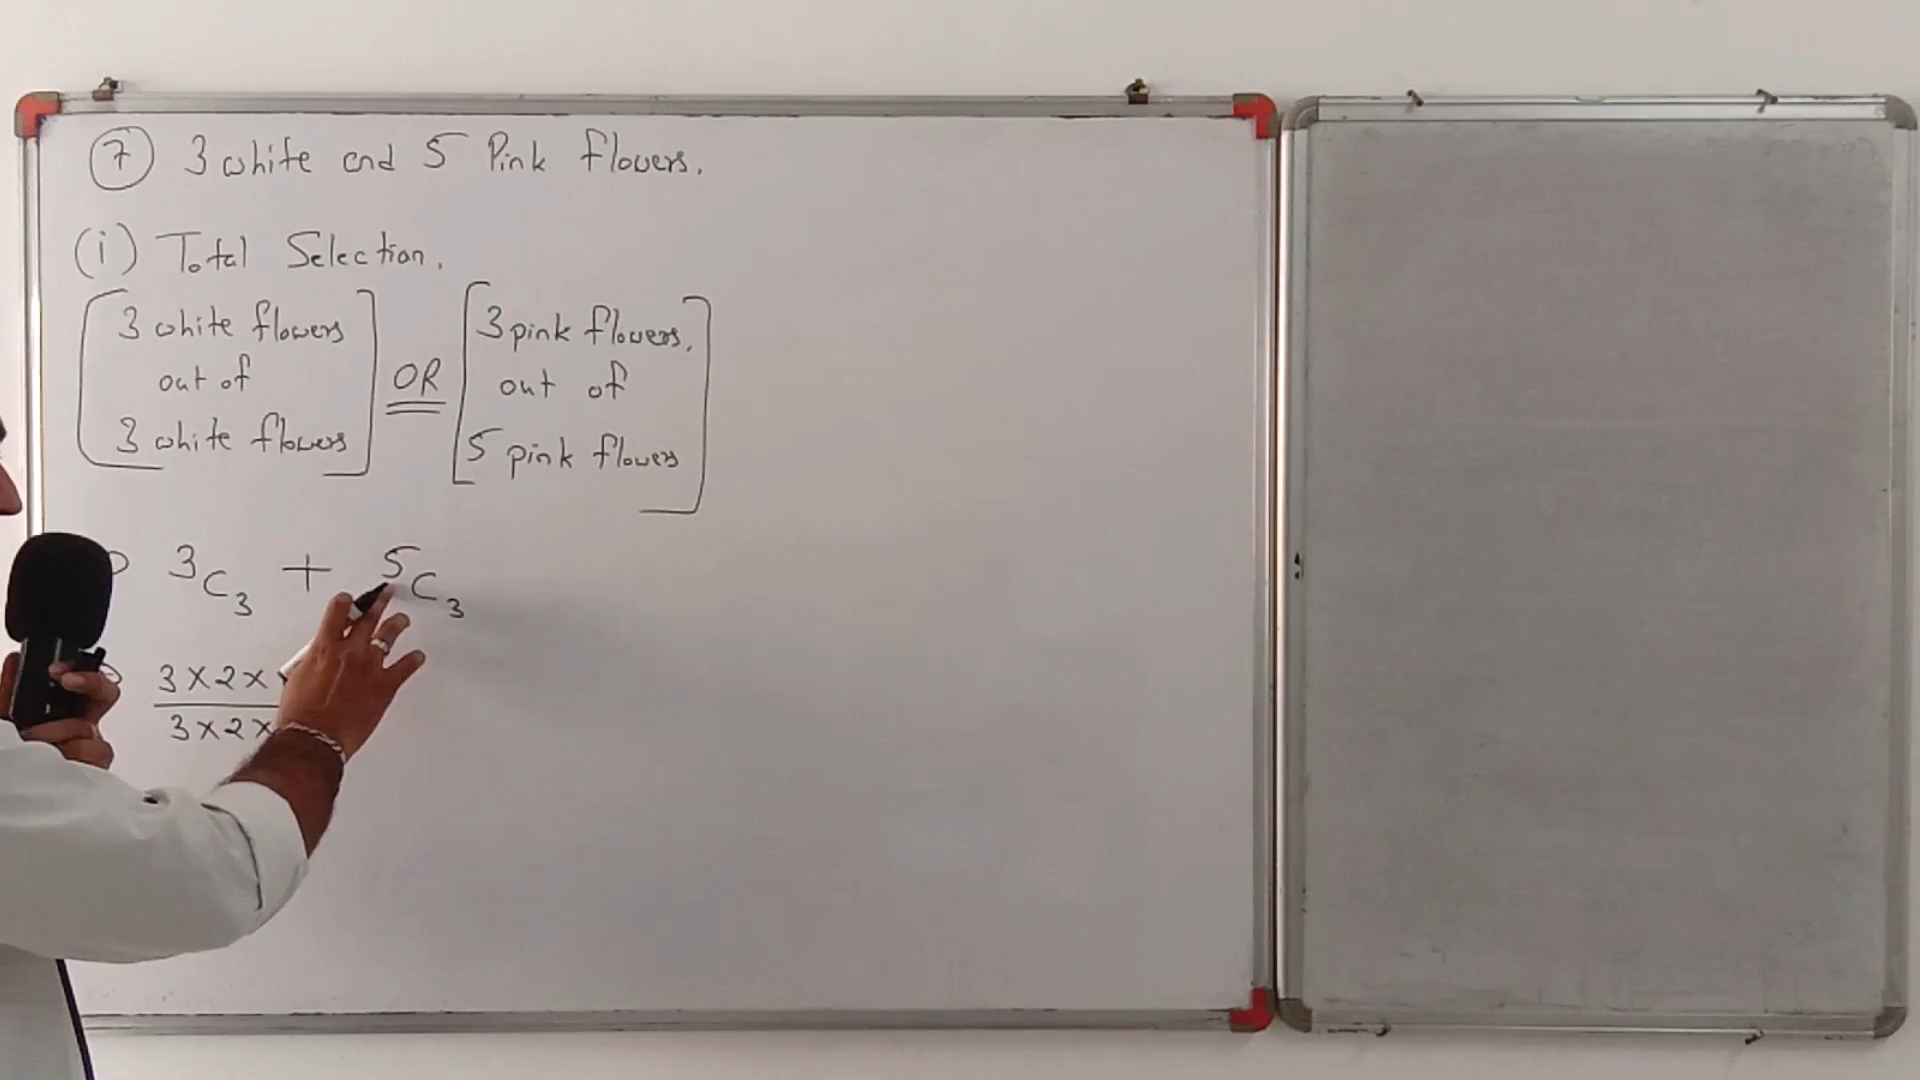 7 3 white and 5 Pink flowers.
(i) Total Selection.
3 white flowers
out of
3 white flowers
OR
3 pink flowers.
out of
5 pink flowers
3C3 + 5C3
3×2×
3×2×